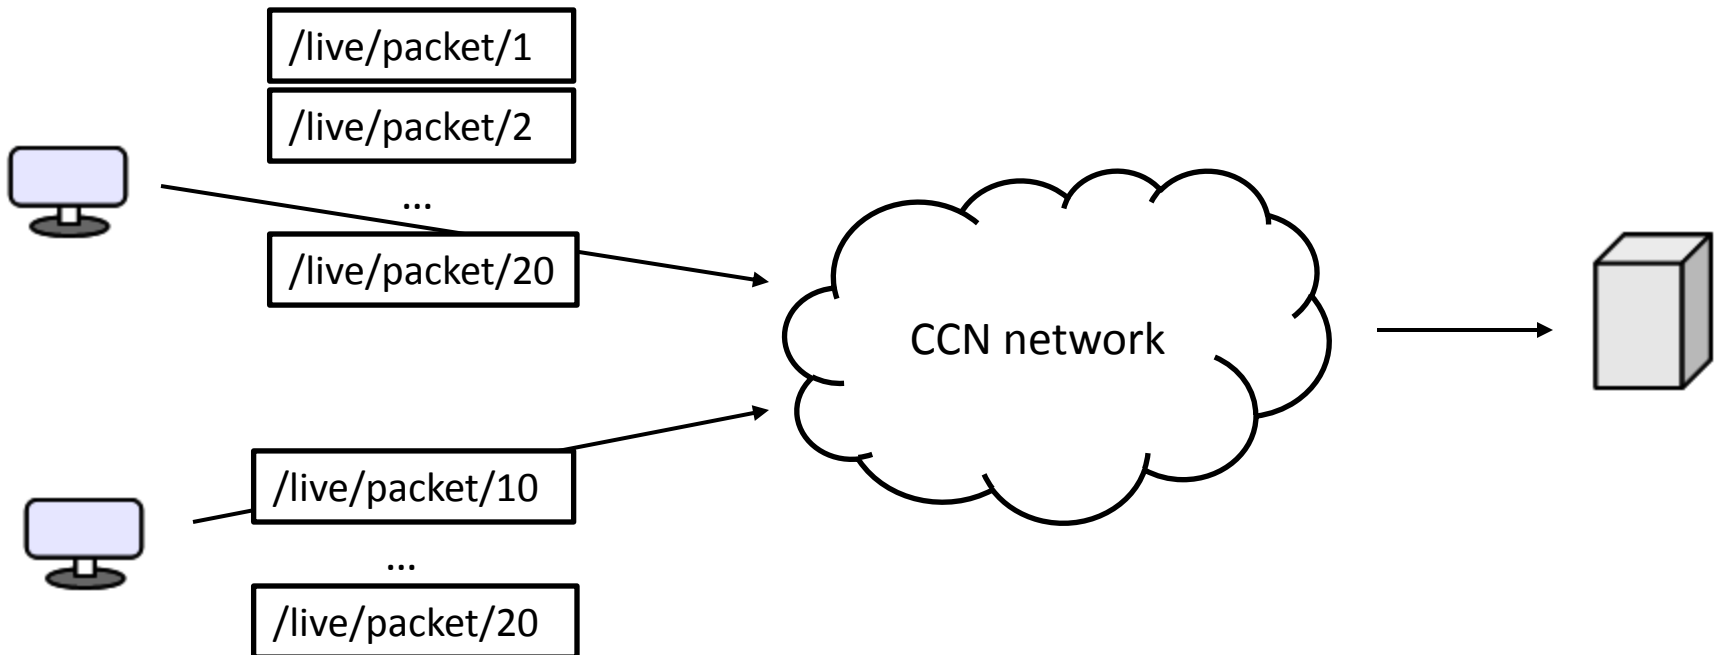 /live/packet/1
/live/packet/2
...
/live/packet/20
CCN network
/live/packet/10
...
/live/packet/20